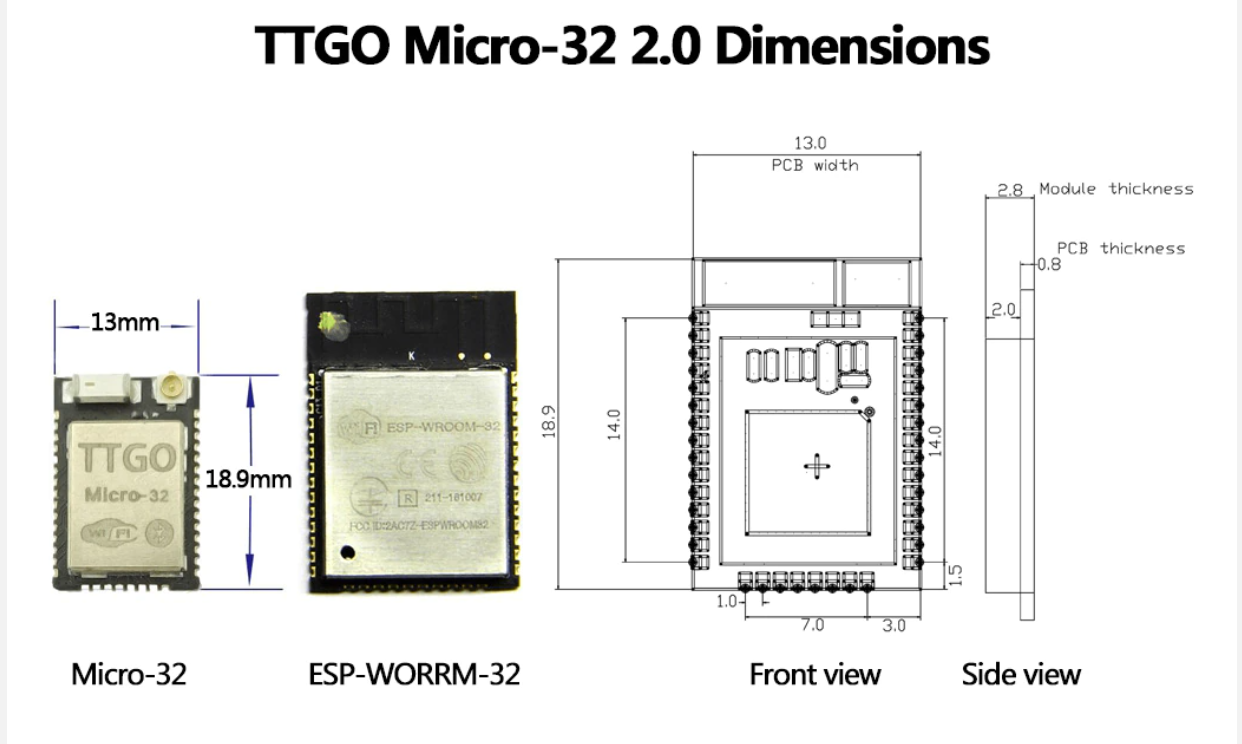 TTGO Micro-32 2.0 Dimensions
13.0
PCB width
2.8 Module thickness
PCB thickness
0.8
2.0
13mm
18.9mm
TTGO
Micro-32
WiFi
K
WiFi ESP-WROOM-32
CE
R 211-161007
FCC ID:2AC7Z-ESPWROOM32
18.9
14.0
14.0
1.5
1.0
7.0
3.0
Micro-32
ESP-WORRM-32
Front view
Side view